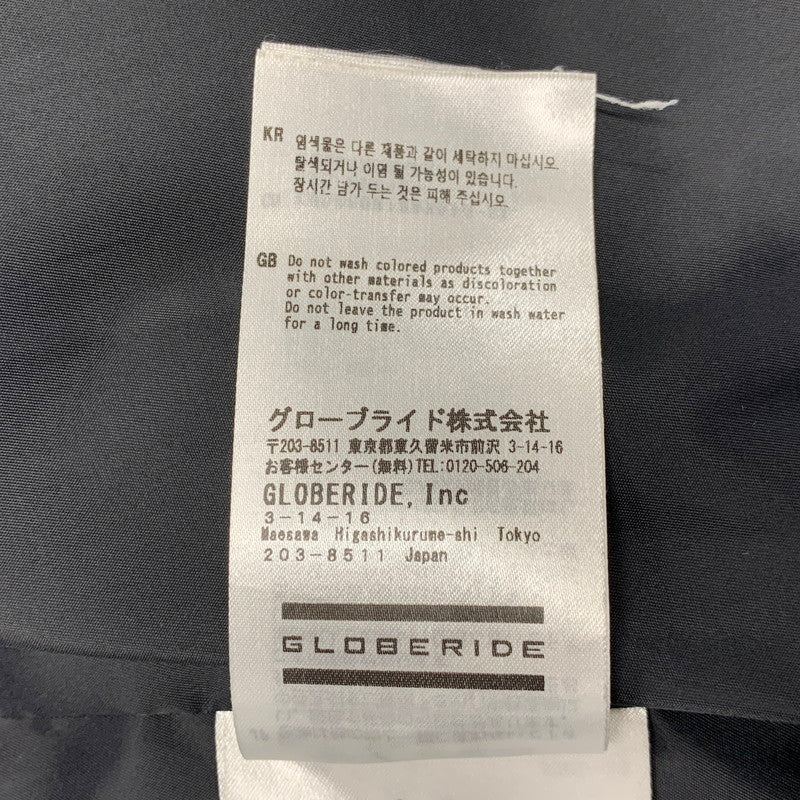 KR 염색물은 다른 제품과 같이 세탁하지 마십시오.
탈색되거나 이염 될 가능성이 있습니다.
장시간 담가 두는 것은 피해 주십시오.
GB Do not wash colored products together
with other materials as discoloration
or color-transfer may occur.
Do not leave the product in wash water
for a long time.
グローブライド株式会社
〒203-8511 東京都東久留米市前沢 3-14-16
お客様センター(無料)TEL:0120-506-204
GLOBERIDE, Inc
3-14-16
Maesawa Higashikurume-shi Tokyo
203-8511 Japan
GLOBERIDE